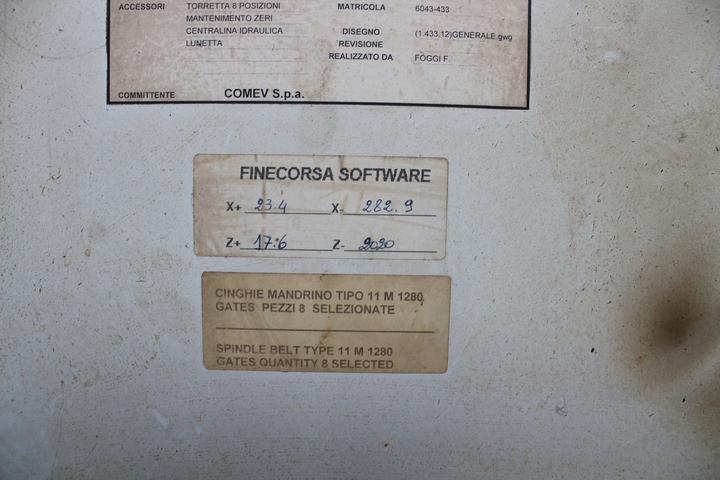 ACCESSORI TORRETTA 8 POSIZIONI MATRICOLA 6043-433
MANTENIMENTO ZERI
CENTRALINA IDRAULICA DISEGNO (1.433.12)GENERALE.gwg
LUNETTA REVISIONE
REALIZZATO DA FOGGI F.
COMMITTENTE COMEV S.p.a.
FINECORSA SOFTWARE
X+ 23.4 X- 282.9
Z+ 17.6 Z- 2020
CINGHIE MANDRINO TIPO 11 M 1280
GATES PEZZI 8 SELEZIONATE
SPINDLE BELT TYPE 11 M 1280
GATES QUANTITY 8 SELECTED